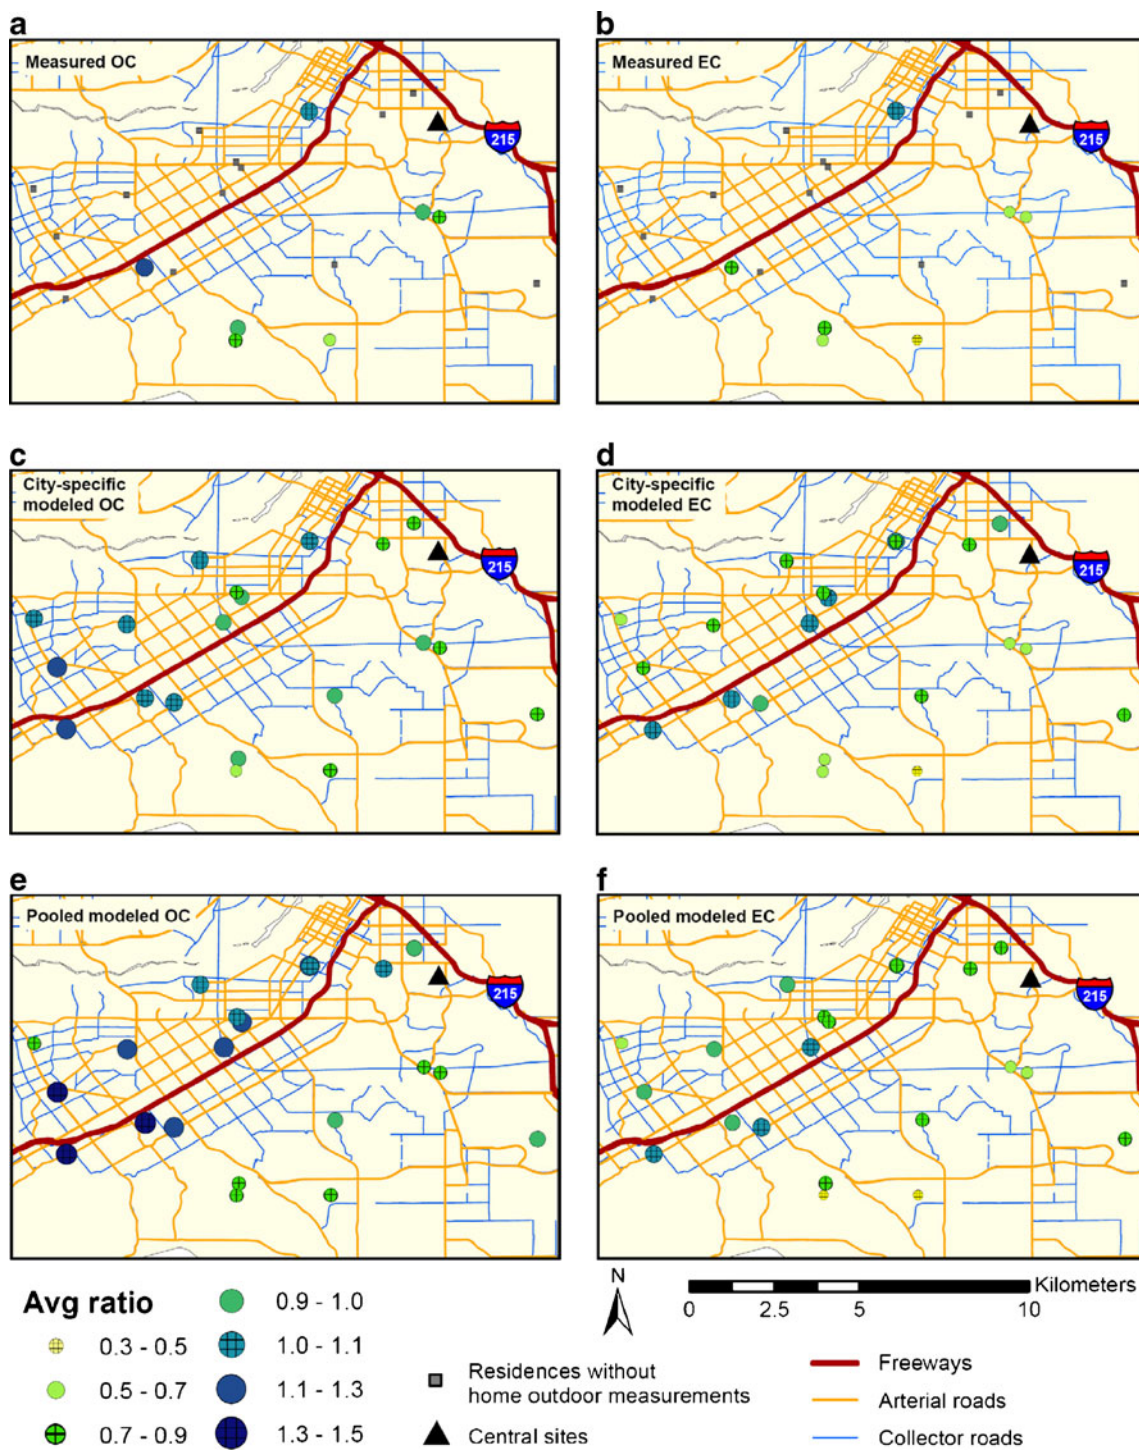 a
b
Measured OC
Measured EC
215
215
c
d
City-specific
modeled OC
City-specific
modeled EC
215
215
e
f
Pooled modeled OC
Pooled modeled EC
215
215
Avg ratio
0.3 - 0.5
0.5 - 0.7
0.7 - 0.9
0.9 - 1.0
1.0 - 1.1
1.1 - 1.3
1.3 - 1.5
N
Kilometers
0 2.5 5 10
Residences without
home outdoor measurements
Central sites
Freeways
Arterial roads
Collector roads